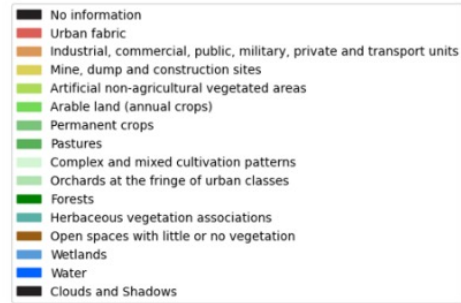 No information
Urban fabric
Industrial, commercial, public, military, private and transport units
Mine, dump and construction sites
Artificial non-agricultural vegetated areas
Arable land (annual crops)
Permanent crops
Pastures
Complex and mixed cultivation patterns
Orchards at the fringe of urban classes
Forests
Herbaceous vegetation associations
Open spaces with little or no vegetation
Wetlands
Water
Clouds and Shadows